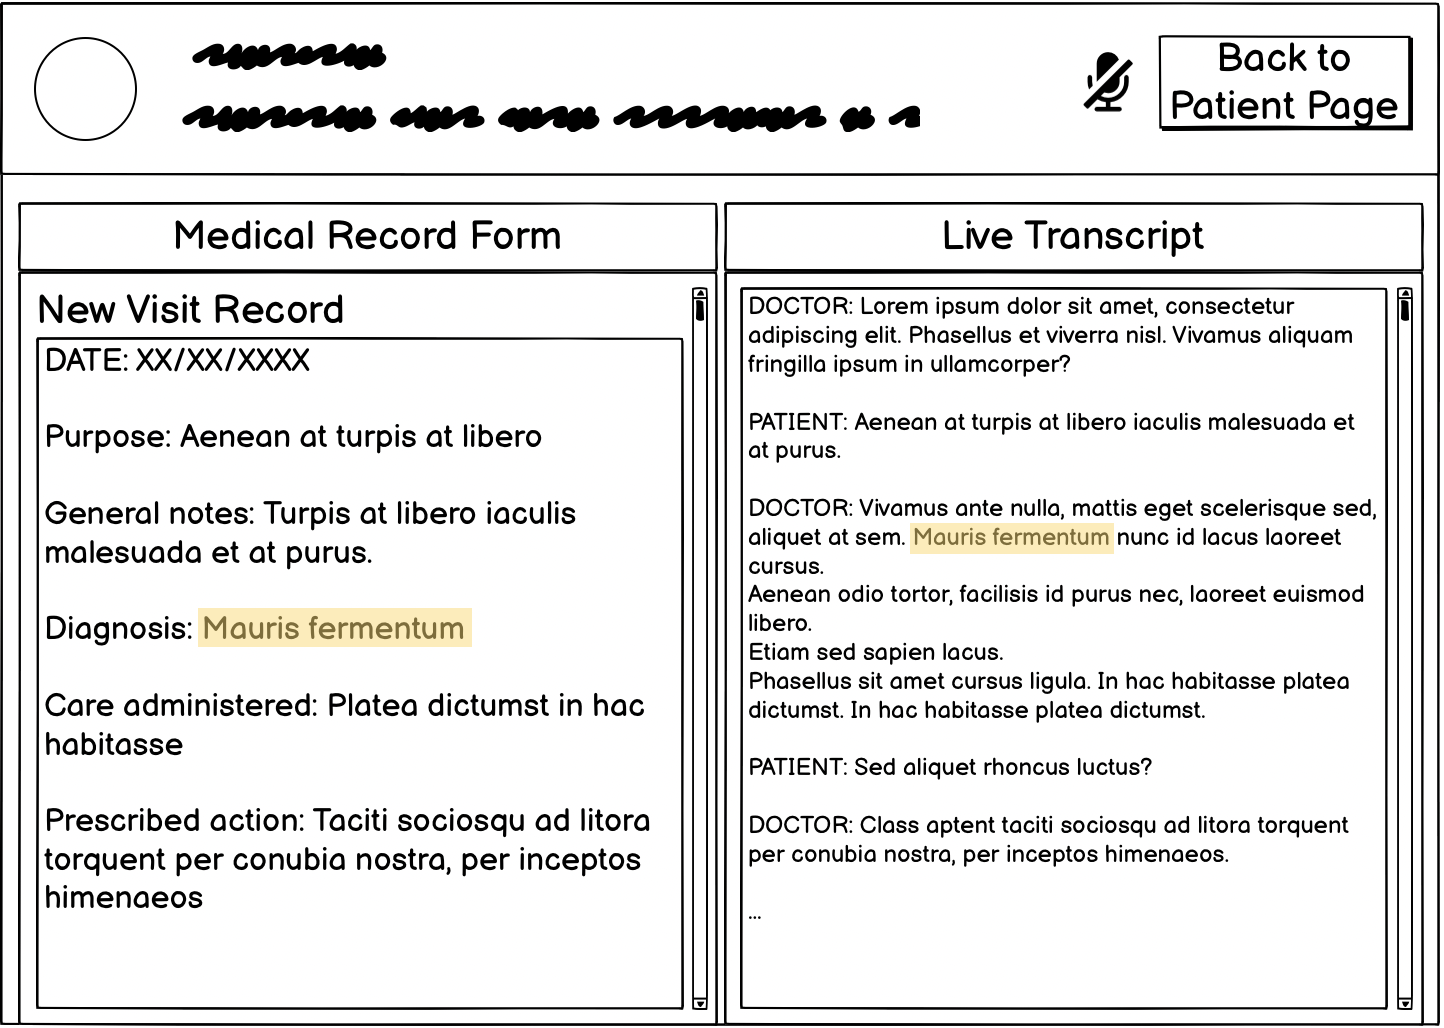 Back to
Patient Page
Medical Record Form
New Visit Record
DATE: XX/XX/XXXX
Purpose: Aenean at turpis at libero
General notes: Turpis at libero iaculis
malesuada et at purus.
Diagnosis: Mauris fermentum
Care administered: Platea dictumst in hac
habitasse
Prescribed action: Taciti sociosqu ad litora
torquent per conubia nostra, per inceptos
himenaeos
Live Transcript
DOCTOR: Lorem ipsum dolor sit amet, consectetur
adipiscing elit. Phasellus et viverra nisl. Vivamus aliquam
fringilla ipsum in ullamcorper?
PATIENT: Aenean at turpis at libero iaculis malesuada et
at purus.
DOCTOR: Vivamus ante nulla, mattis eget scelerisque sed,
aliquet at sem. Mauris fermentum nunc id lacus laoreet
cursus.
Aenean odio tortor, facilisis id purus nec, laoreet euismod
libero.
Etiam sed sapien lacus.
Phasellus sit amet cursus ligula. In hac habitasse platea
dictumst. In hac habitasse platea dictumst.
PATIENT: Sed aliquet rhoncus luctus?
DOCTOR: Class aptent taciti sociosqu ad litora torquent
per conubia nostra, per inceptos himenaeos.
...